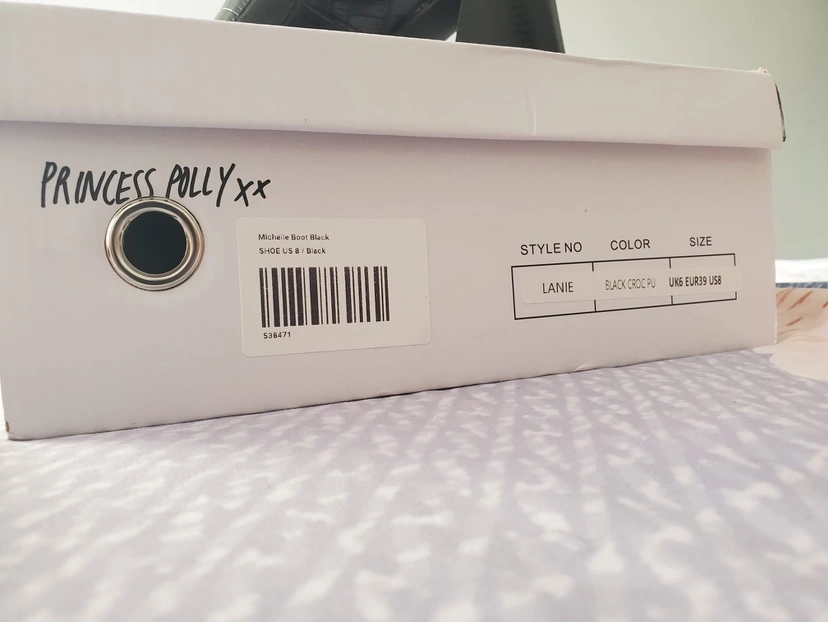 PRINCESS POLLY xx
Michelle Boot Black
SHOE US 8 / Black
538471
STYLE NO COLOR SIZE
LANIE BLACK CROC PU UK6 EUR39 US8